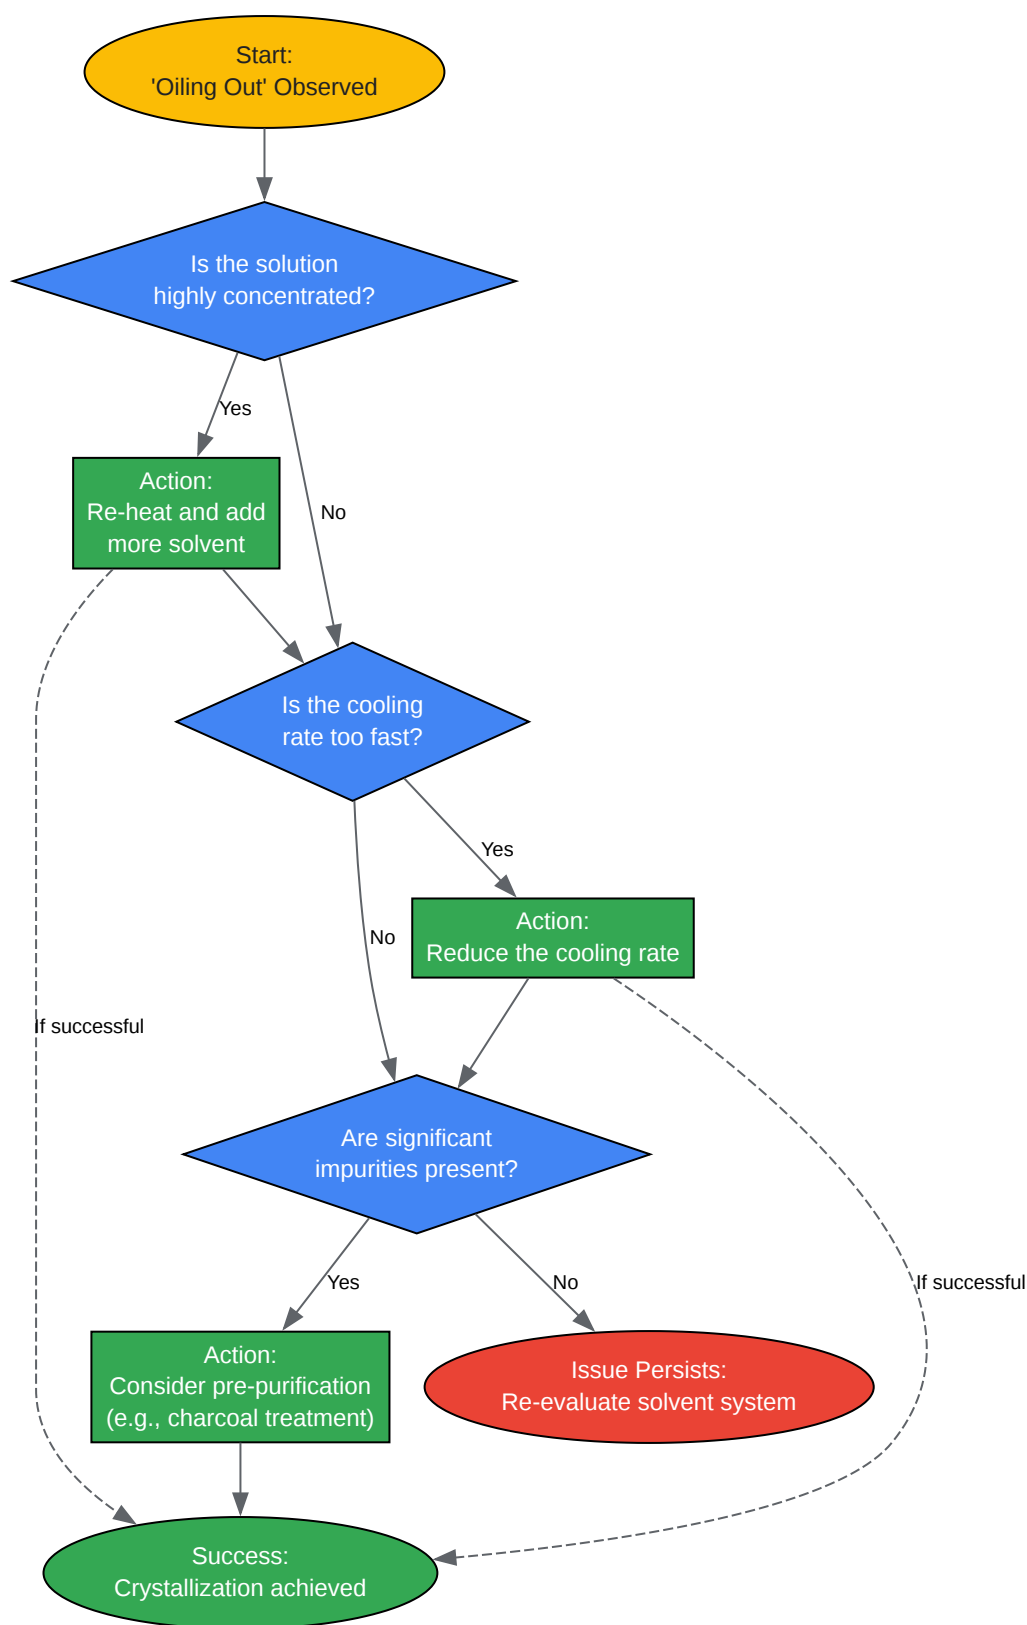 Start:
'Oiling Out' Observed
Is the solution
highly concentrated?
Yes
Action:
Re-heat and add
more solvent
No
Is the cooling
rate too fast?
Yes
Action:
Reduce the cooling rate
No
If successful
Are significant
impurities present?
Yes
No
If successful
Action:
Consider pre-purification
(e.g., charcoal treatment)
Issue Persists:
Re-evaluate solvent system
Success:
Crystallization achieved